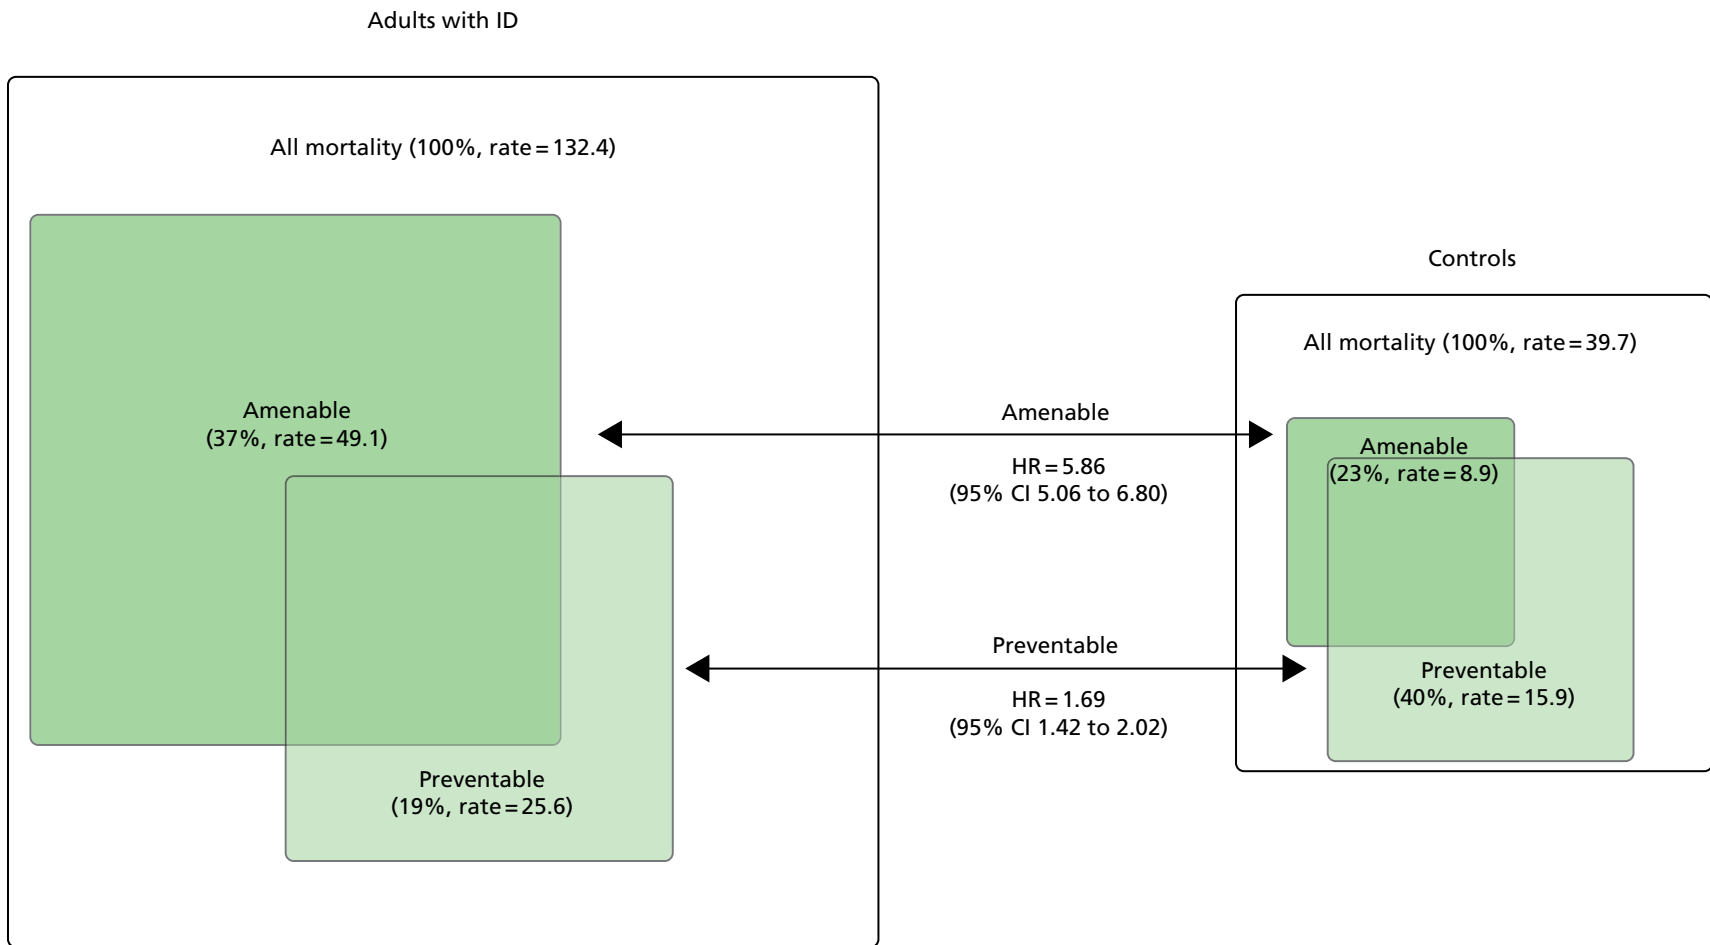 Adults with ID
All mortality (100%, rate=132.4)
Amenable
(37%, rate=49.1)
Preventable
(19%, rate=25.6)
Amenable
HR=5.86
(95% CI 5.06 to 6.80)
Preventable
HR=1.69
(95% CI 1.42 to 2.02)
Controls
All mortality (100%, rate=39.7)
Amenable
(23%, rate=8.9)
Preventable
(40%, rate=15.9)